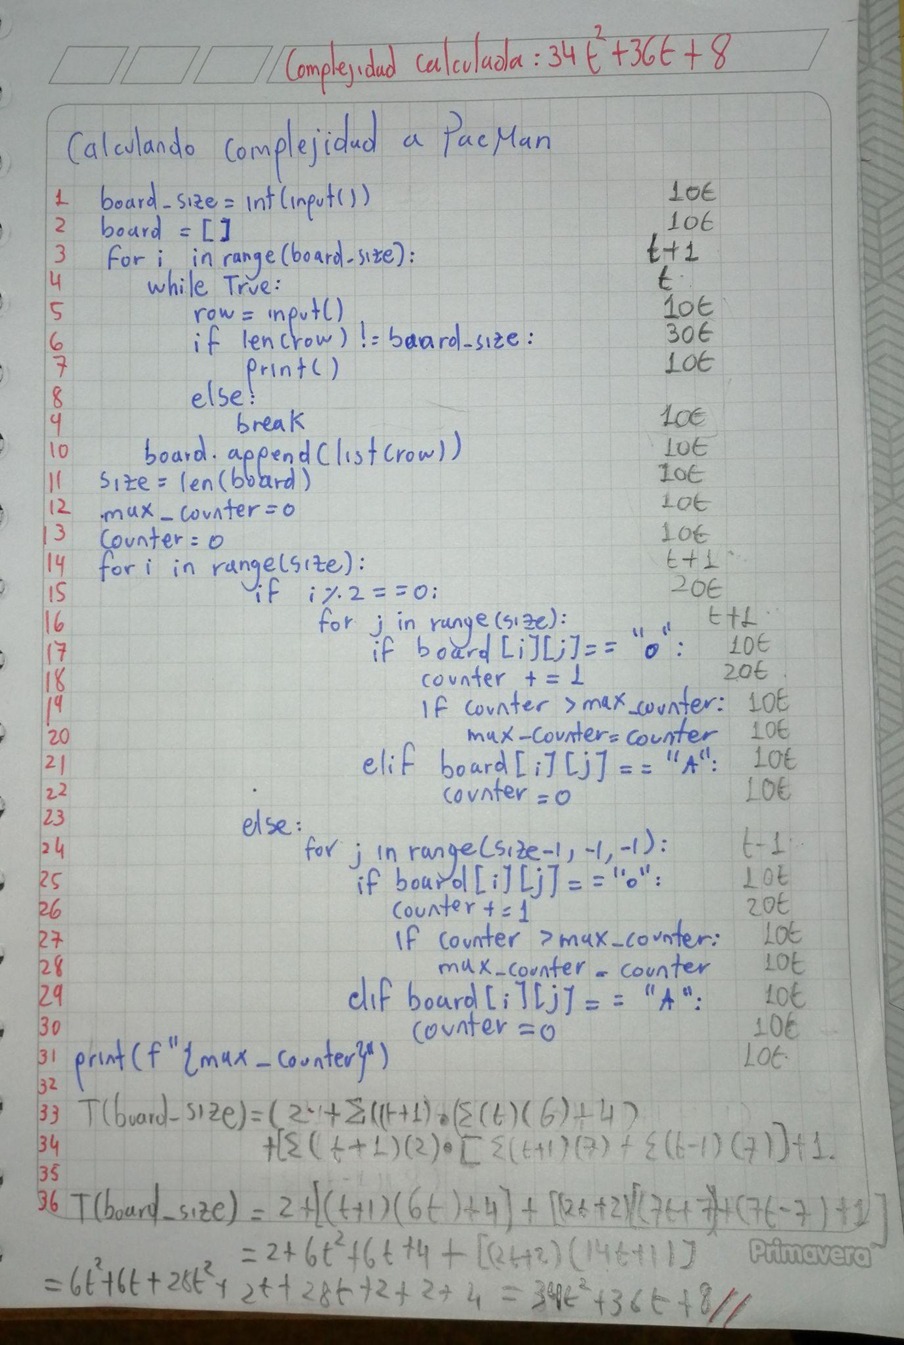 Complejidad calculada: 34t²+36t+8
Calculando complejidad a PacMan
1 board_size = int(input()) 10t
2 board = [] 10t
3 for i in range(board_size): t+1
4 while True: t
5 row = input() 10t
6 if len(row) != board_size: 30t
7 print() 10t
8 else:
9 break 10t
10 board.append(list(row)) 10t
11 size = len(board) 10t
12 max_counter=0 10t
13 counter=0 10t
14 for i in range(size): t+1
15 if i%2==0: 20t
16 for j in range(size): t+1
17 if board[i][j]== "o": 10t
18 counter += 1 20t
19 if counter >max_counter: 10t
20 max_counter=counter 10t
21 elif board[i][j] == "A": 10t
22 counter=0 10t
23 else:
24 for j in range(size-1,-1,-1): t-1
25 if board[i][j]=="o": 10t
26 counter+=1 20t
27 if counter >max_counter: 10t
28 max_counter = counter 10t
29 elif board[i][j] == "A": 10t
30 counter=0 10t
31 print(f"{max_counter}") 10t
32
33 T(board_size)=(2+Σ((t+1)•(Σ(t)(6)+4)
34 +[Σ(t+1)(2)•[Σ(t+1)(7)+Σ(t-1)(7)]+1.
35
36 T(board_size) = 2+[(t+1)(6t)+4]+[(2t+2)[(7t+7)+(7t-7)+1]
=2+6t²+6t+4+[(2t+2)(14t+1)]
Primavera
=6t²+6t+28t²+2t+28t+2+2+4 = 34t²+36t+8//